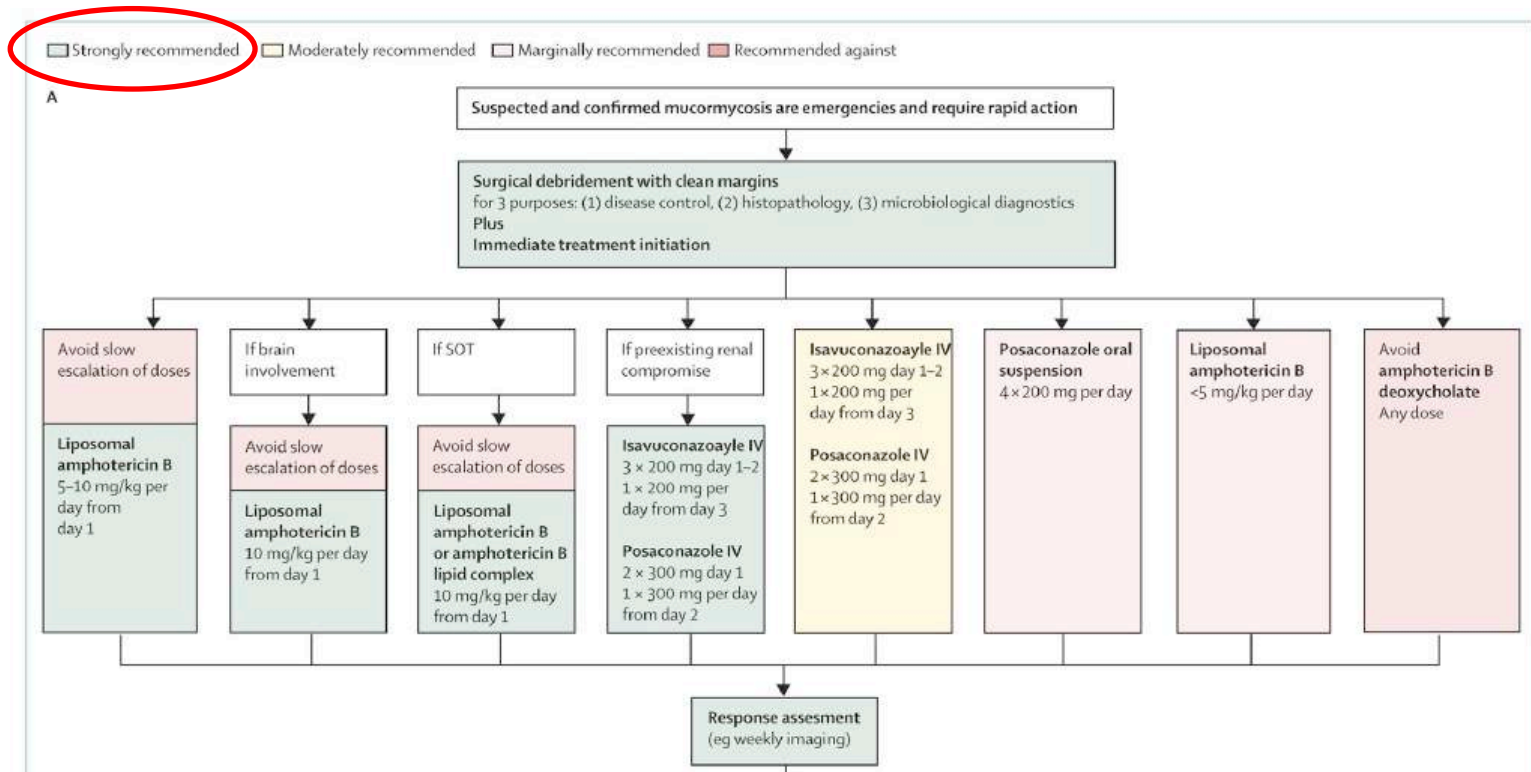 Strongly recommended Moderately recommended Marginally recommended Recommended against
A
Suspected and confirmed mucormycosis are emergencies and require rapid action
Surgical debridement with clean margins
for 3 purposes: (1) disease control, (2) histopathology, (3) microbiological diagnostics
Plus
Immediate treatment initiation
Avoid slow
escalation of doses
Liposomal
amphotericin B
5–10 mg/kg per
day from
day 1
If brain
involvement
Avoid slow
escalation of doses
Liposomal
amphotericin B
10 mg/kg per day
from day 1
If SOT
Avoid slow
escalation of doses
Liposomal
amphotericin B
or amphotericin B
lipid complex
10 mg/kg per day
from day 1
If preexisting renal
compromise
Isavuconazoayle IV
3 × 200 mg day 1–2
1 × 200 mg per
day from day 3
Posaconazole IV
2 × 300 mg day 1
1 × 300 mg per day
from day 2
Isavuconazoayle IV
3 × 200 mg day 1–2
1 × 200 mg per
day from day 3
Posaconazole IV
2 × 300 mg day 1
1 × 300 mg per day
from day 2
Posaconazole oral
suspension
4 × 200 mg per day
Liposomal
amphotericin B
<5 mg/kg per day
Avoid
amphotericin B
deoxycholate
Any dose
Response assesment
(eg weekly imaging)